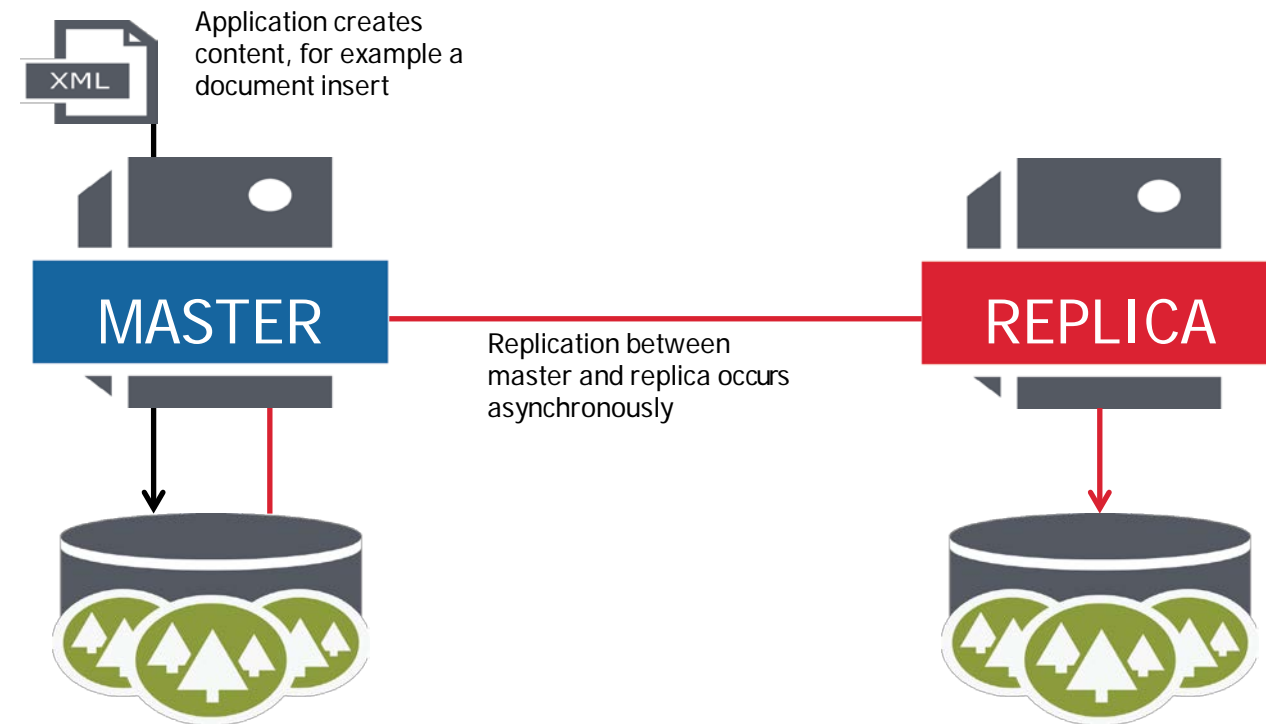 Application creates
content, for example a
document insert
XML
MASTER
REPLICA
Replication between
master and replica occurs
asynchronously